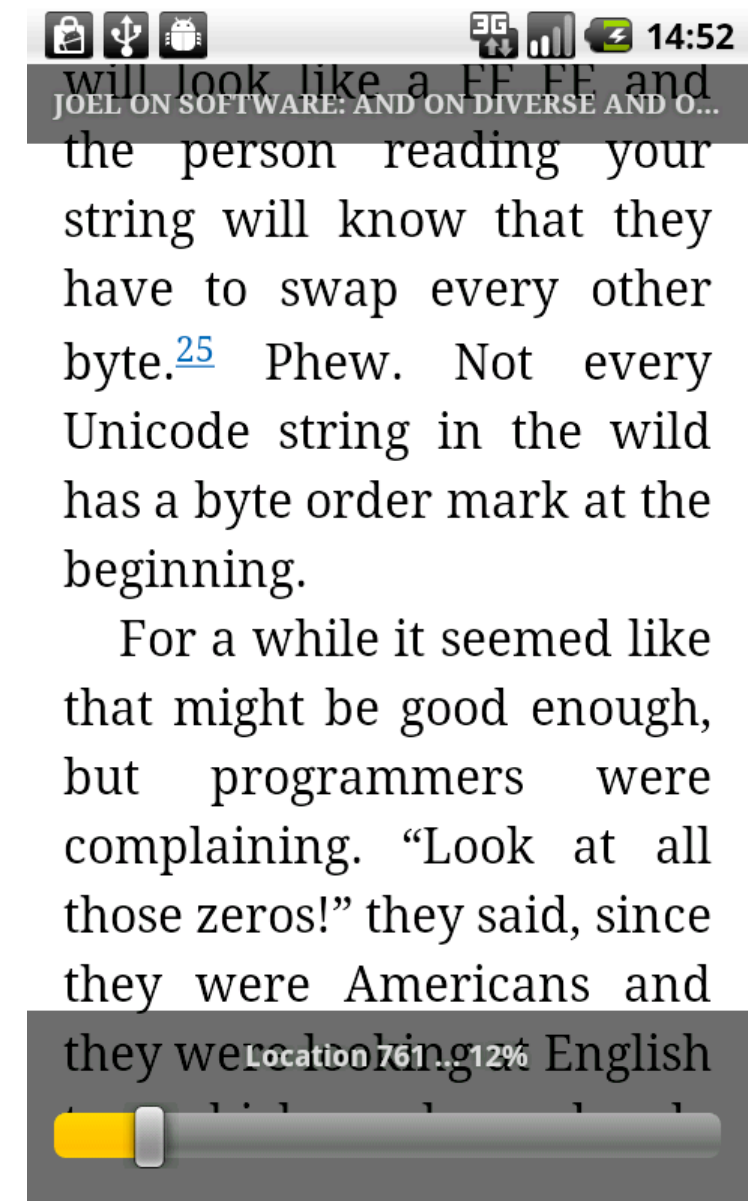 3G 14:52
will look like a FF FE and
JOEL ON SOFTWARE: AND ON DIVERSE AND O...
the person reading your
string will know that they
have to swap every other
byte.25 Phew. Not every
Unicode string in the wild
has a byte order mark at the
beginning.
For a while it seemed like
that might be good enough,
but programmers were
complaining. “Look at all
those zeros!” they said, since
they were Americans and
they were looking at English
Location 761 ... 12%